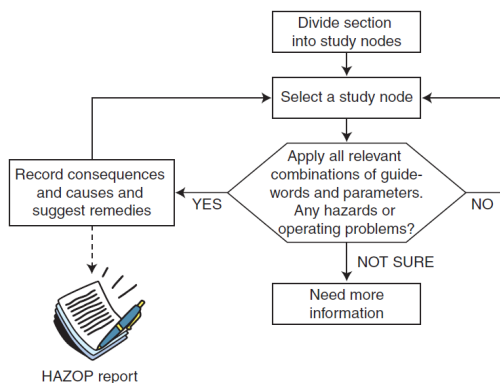 Divide section
into study nodes
Select a study node
Apply all relevant
combinations of guide-
words and parameters.
Any hazards or
operating problems?
Record consequences
and causes and
suggest remedies
YES
NO
NOT SURE
Need more
information
HAZOP report